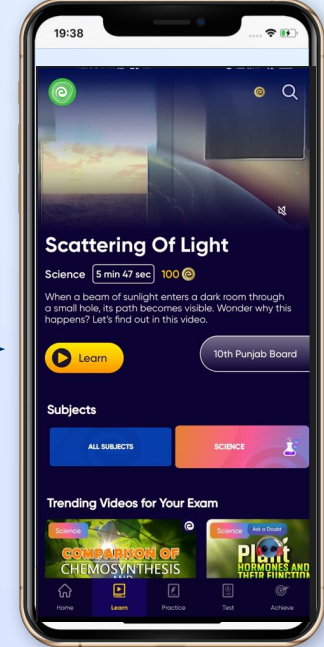 19:38
Scattering Of Light
Science 5 min 47 sec 100
When a beam of sunlight enters a dark room through
a small hole, its path becomes visible. Wonder why this
happens? Let's find out in this video.
Learn
10th Punjab Board
Subjects
ALL SUBJECTS
SCIENCE
Trending Videos for Your Exam
Science
COMPARISON OF
CHEMOSYNTHESIS
Science
Ask a Doubt
Plant
HORMONES AND
THEIR FUNCTION
Home
Learn
Practice
Test
Achieve